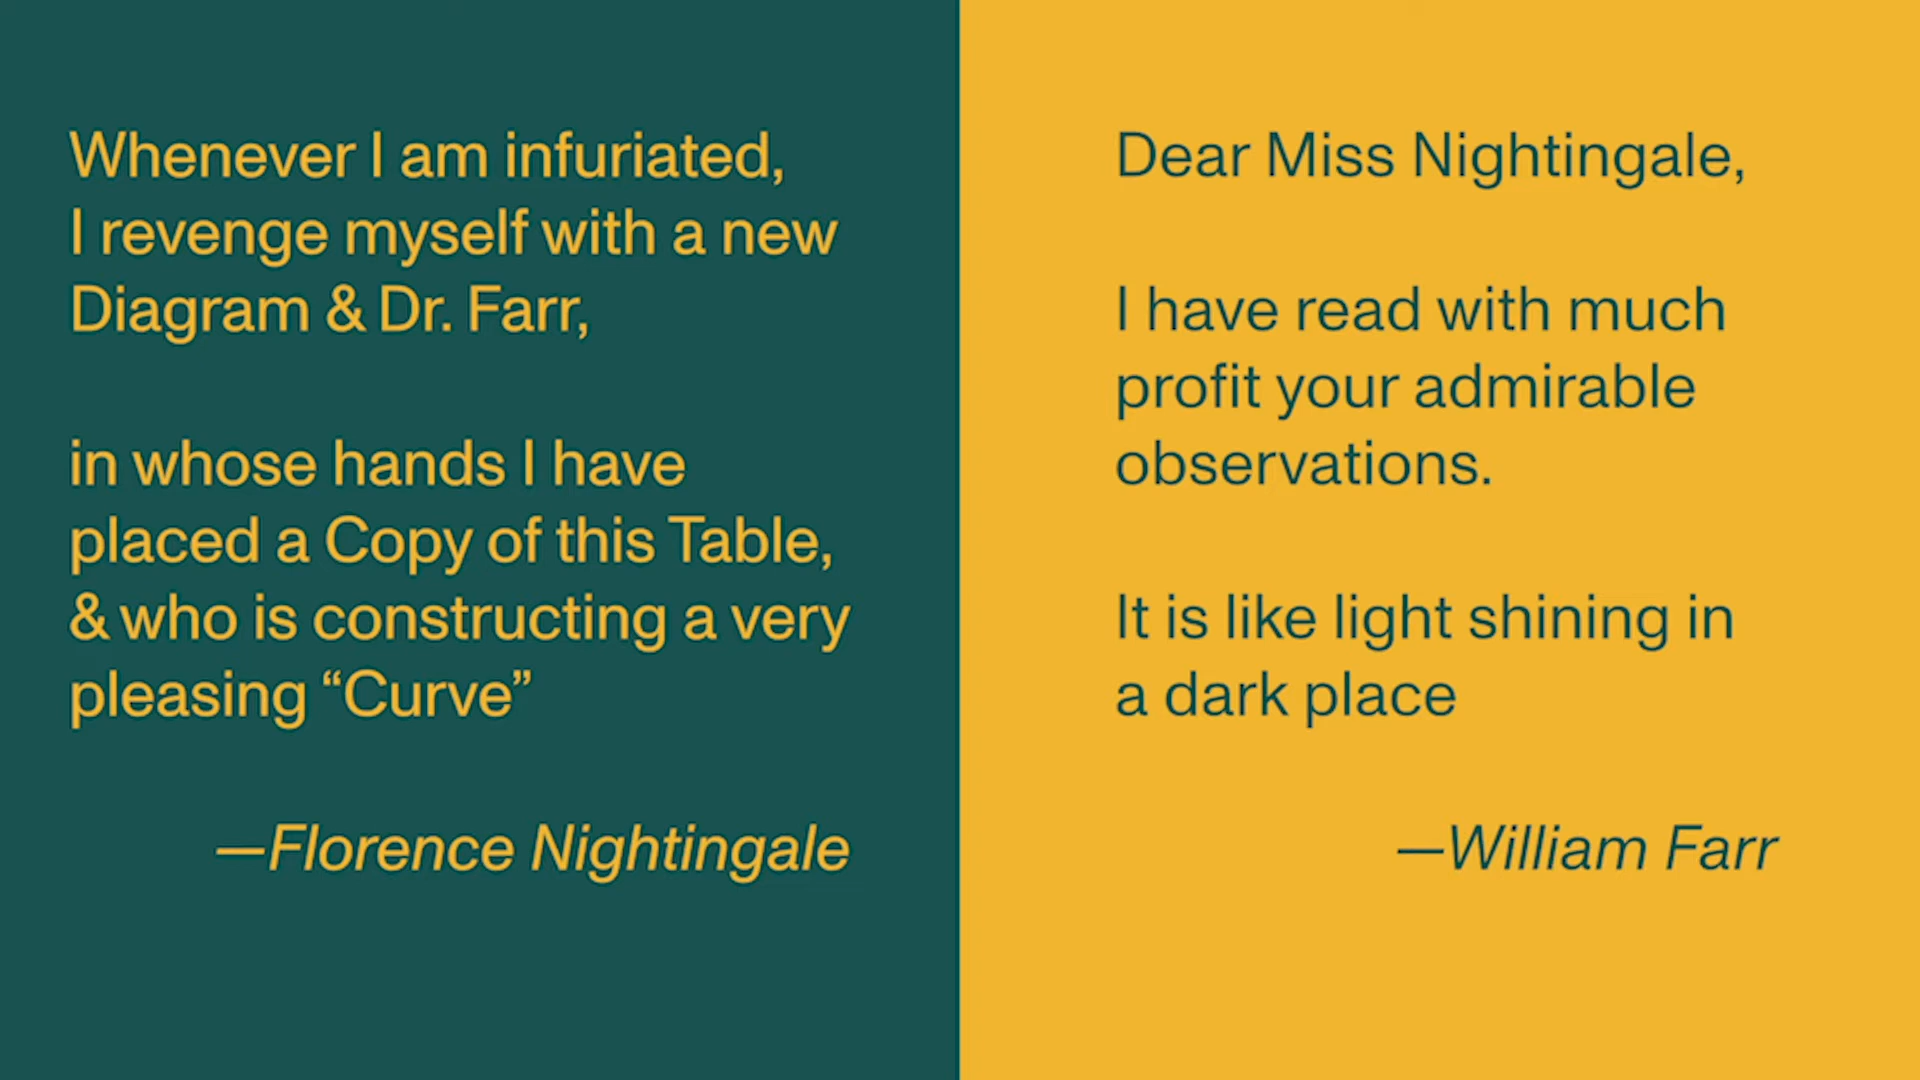 Whenever I am infuriated,
I revenge myself with a new
Diagram & Dr. Farr,
in whose hands I have
placed a Copy of this Table,
& who is constructing a very
pleasing “Curve”
—Florence Nightingale
Dear Miss Nightingale,
I have read with much
profit your admirable
observations.
It is like light shining in
a dark place
—William Farr